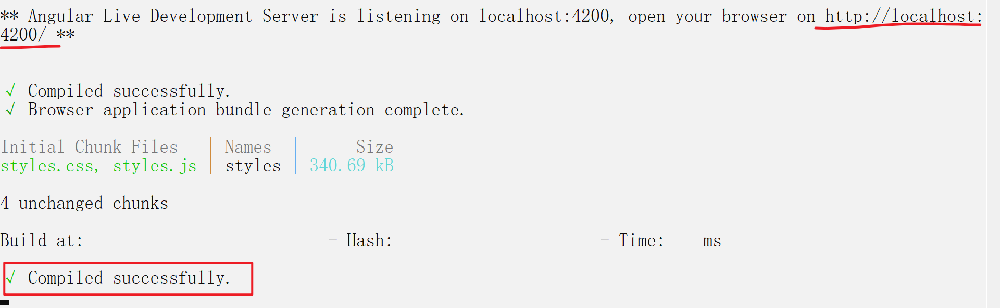 ** Angular Live Development Server is listening on localhost:4200, open your browser on http://localhost:
4200/ **
√ Compiled successfully.
√ Browser application bundle generation complete.
Initial Chunk Files | Names | Size
styles.css, styles.js | styles | 340.69 kB
4 unchanged chunks
Build at: - Hash: - Time: ms
√ Compiled successfully.